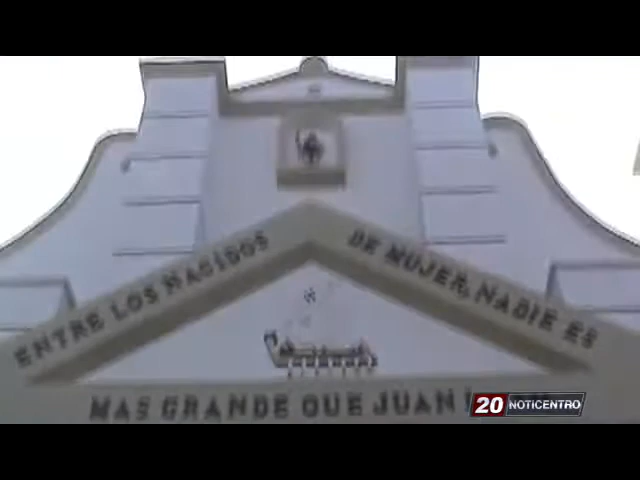 ENTRE LOS NACIDOS DE MUJER, NADIE ES
MAS GRANDE QUE JUAN
20 NOTICENTRO